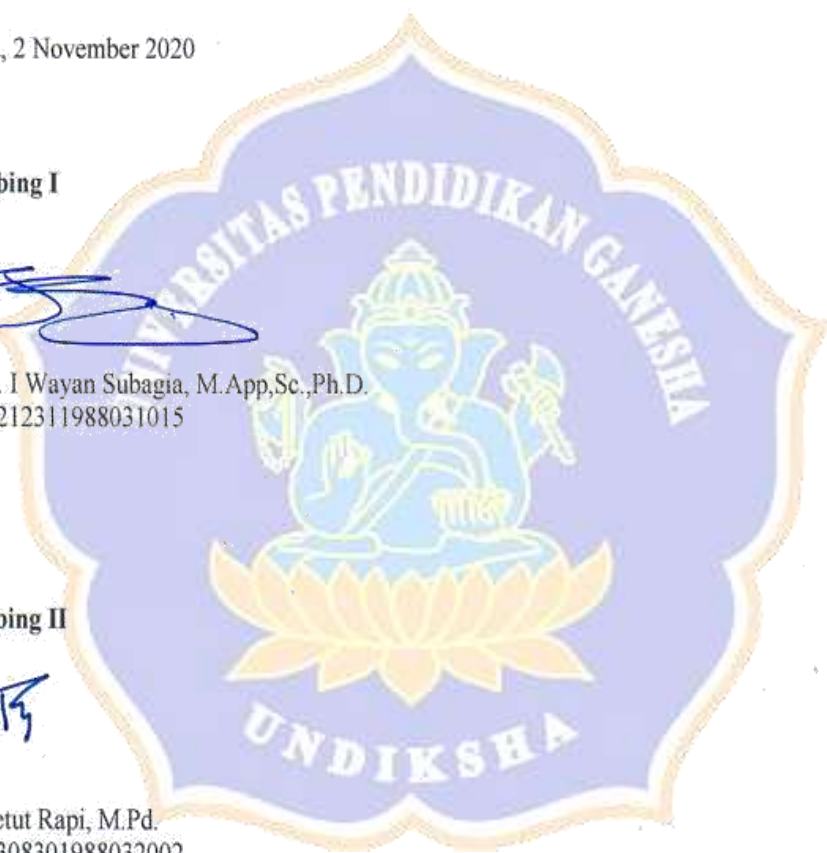 , 2 November 2020
bing I
UNIVERSITAS PENDIDIKAN GANESHA
. I Wayan Subagia, M.App,Sc.,Ph.D.
212311988031015
bing II
UNDIKSHA
etut Rapi, M.Pd.
308301988032002